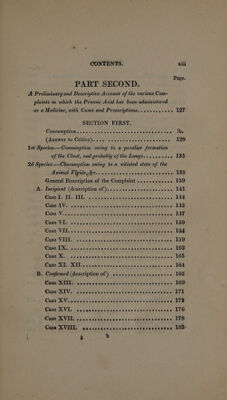 CONTENTS. xiii
Page.
PART SECOND.
A Preliminary and Descriptive Account of the various Com-
plaints in which the Prussic Acid has been administered
as a Medicine, with Cases and Prescriptions............ 127
SECTION FIRST.
Consumption.............................. ib.
(Answer to Critics).............................. 129
1st Species.—Consumption owing to a peculiar formation
of the Chest, and probably of the Lungs............ 135
2d Species.—Consumption owing to a vitiated state of the
Animal Fluids, &c............................... 138
General Description of the Complaint............ 139
A. Incipient (description of).................... 141
Case I. II. III. .............................. 144
Case IV. .............................. 145
Case V. .............................. 147
Case VI. .............................. 150
Case VII. ..............................
Case VIII. .............................. 159
Case IX. .............................. 162
Case X. .............................. 163
Case XI. XII. .............................. 164
B. Confirmed (description of) .................... 165
Case XIII. .............................. 169
Case XIV. .............................. 171
Case XV. .............................. 172
Case XVI. .............................. 176
Case XVII. .............................. 178
Case XVIII. ..............................
b